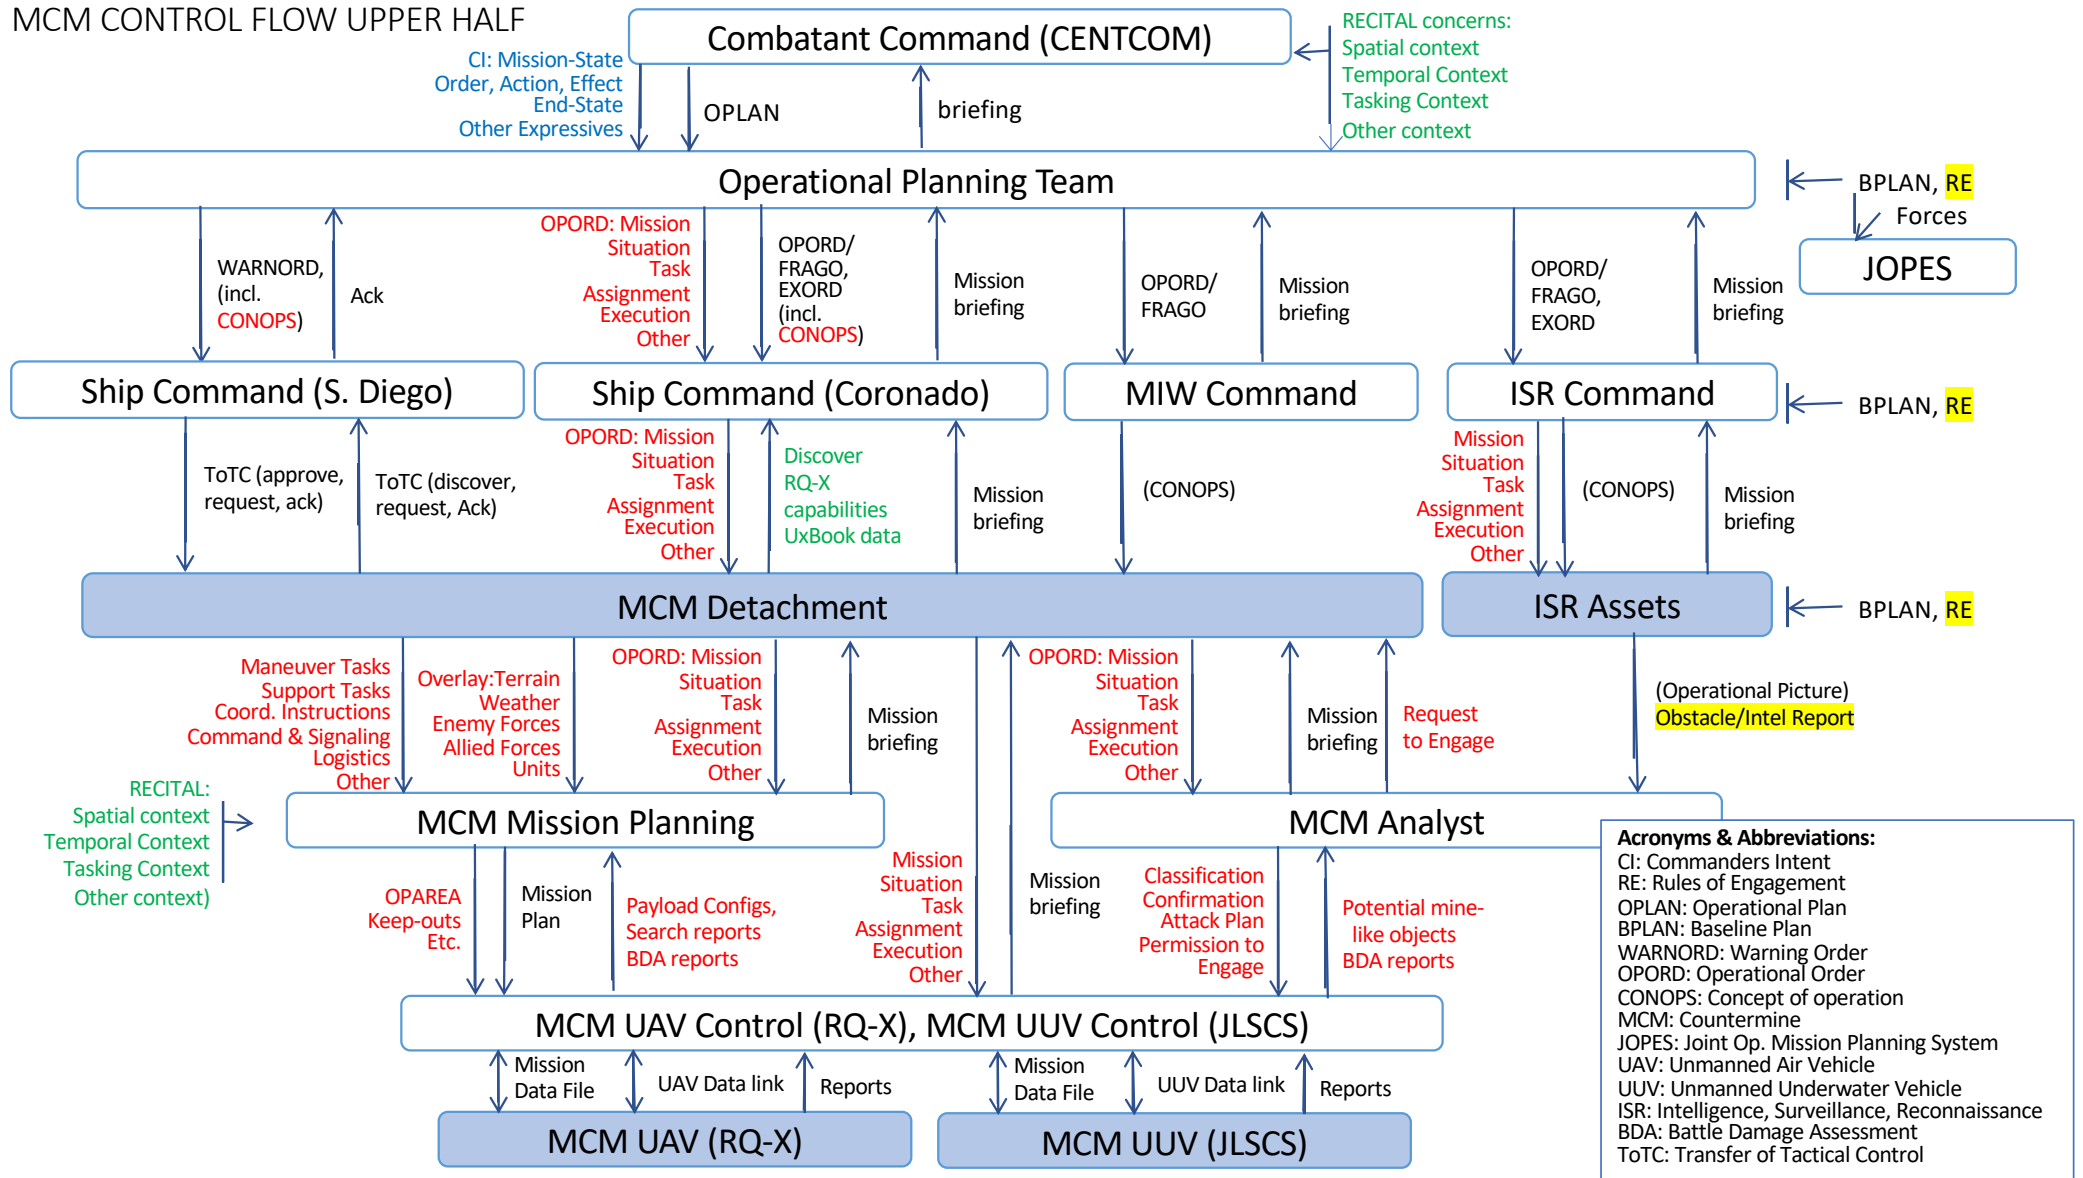 MCM CONTROL FLOW UPPER HALF
Combatant Command (CENTCOM)
CI: Mission-State
Order, Action, Effect
End-State
Other Expressives
OPLAN
briefing
RECITAL concerns:
Spatial context
Temporal Context
Tasking Context
Other context
Operational Planning Team
BPLAN, RE
Forces
JOPES
WARNORD,
(incl.
CONOPS)
Ack
OPORD: Mission
Situation
Task
Assignment
Execution
Other
OPORD/
FRAGO,
EXORD
(incl.
CONOPS)
Mission
briefing
OPORD/
FRAGO
Mission
briefing
OPORD/
FRAGO,
EXORD
Mission
briefing
Ship Command (S. Diego)
Ship Command (Coronado)
MIW Command
ISR Command
BPLAN, RE
ToTC (approve,
request, ack)
ToTC (discover,
request, Ack)
OPORD: Mission
Situation
Task
Assignment
Execution
Other
Discover
RQ-X
capabilities
UxBook data
Mission
briefing
(CONOPS)
Mission
Situation
Task
Assignment
Execution
Other
(CONOPS)
Mission
briefing
MCM Detachment
ISR Assets
BPLAN, RE
Maneuver Tasks
Support Tasks
Coord. Instructions
Command & Signaling
Logistics
Other
Overlay:Terrain
Weather
Enemy Forces
Allied Forces
Units
OPORD: Mission
Situation
Task
Assignment
Execution
Other
Mission
briefing
OPORD: Mission
Situation
Task
Assignment
Execution
Other
Mission
briefing
Request
to Engage
(Operational Picture)
Obstacle/Intel Report
RECITAL:
Spatial context
Temporal Context
Tasking Context
Other context)
MCM Mission Planning
MCM Analyst
OPAREA
Keep-outs
Etc.
Mission
Plan
Payload Configs,
Search reports
BDA reports
Mission
Situation
Task
Assignment
Execution
Other
Mission
briefing
Classification
Confirmation
Attack Plan
Permission to
Engage
Potential mine-
like objects
BDA reports
MCM UAV Control (RQ-X), MCM UUV Control (JLSCS)
Mission
Data File
UAV Data link
Reports
Mission
Data File
UUV Data link
Reports
MCM UAV (RQ-X)
MCM UUV (JLSCS)
Acronyms & Abbreviations:
CI: Commanders Intent
RE: Rules of Engagement
OPLAN: Operational Plan
BPLAN: Baseline Plan
WARNORD: Warning Order
OPORD: Operational Order
CONOPS: Concept of operation
MCM: Countermine
JOPES: Joint Op. Mission Planning System
UAV: Unmanned Air Vehicle
UUV: Unmanned Underwater Vehicle
ISR: Intelligence, Surveillance, Reconnaissance
BDA: Battle Damage Assessment
ToTC: Transfer of Tactical Control